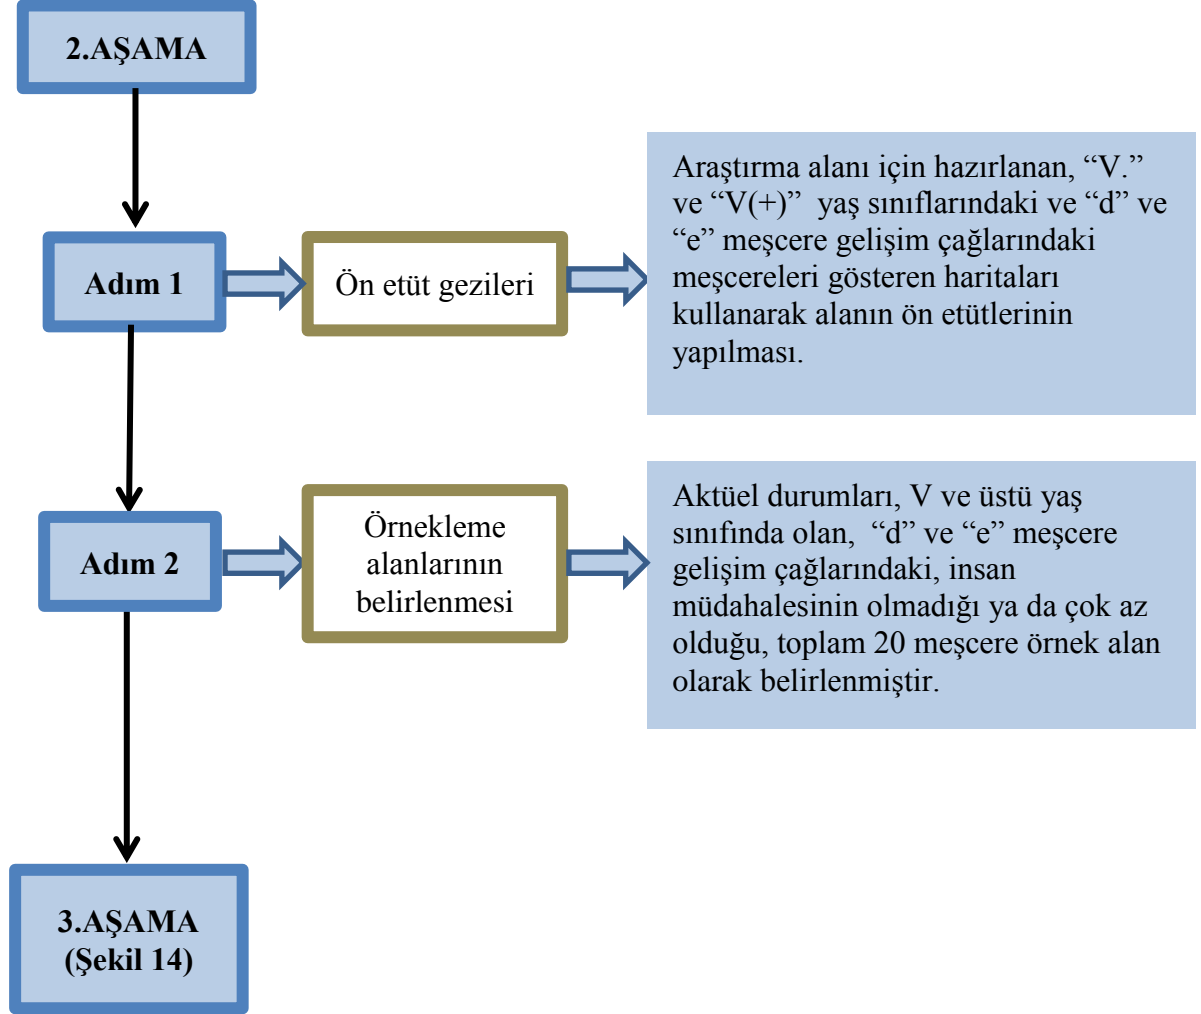 2.AŞAMA
Adım 1
Ön etüt gezileri
Araştırma alanı için hazırlanan, “V.”
ve “V(+)” yaş sınıflarındaki ve “d” ve
“e” meşcere gelişim çağlarındaki
meşcereleri gösteren haritaları
kullanarak alanın ön etütlerinin
yapılması.
Adım 2
Örnekleme
alanlarının
belirlenmesi
Aktüel durumları, V ve üstü yaş
sınıfında olan, “d” ve “e” meşcere
gelişim çağlarındaki, insan
müdahalesinin olmadığı ya da çok az
olduğu, toplam 20 meşcere örnek alan
olarak belirlenmiştir.
3.AŞAMA
(Şekil 14)